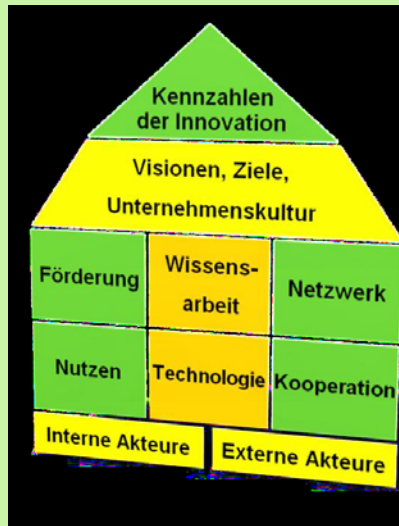 Kennzahlen
der Innovation
Visionen, Ziele,
Unternehmenskultur
Förderung
Wissens-
arbeit
Netzwerk
Nutzen
Technologie
Kooperation
Interne Akteure
Externe Akteure